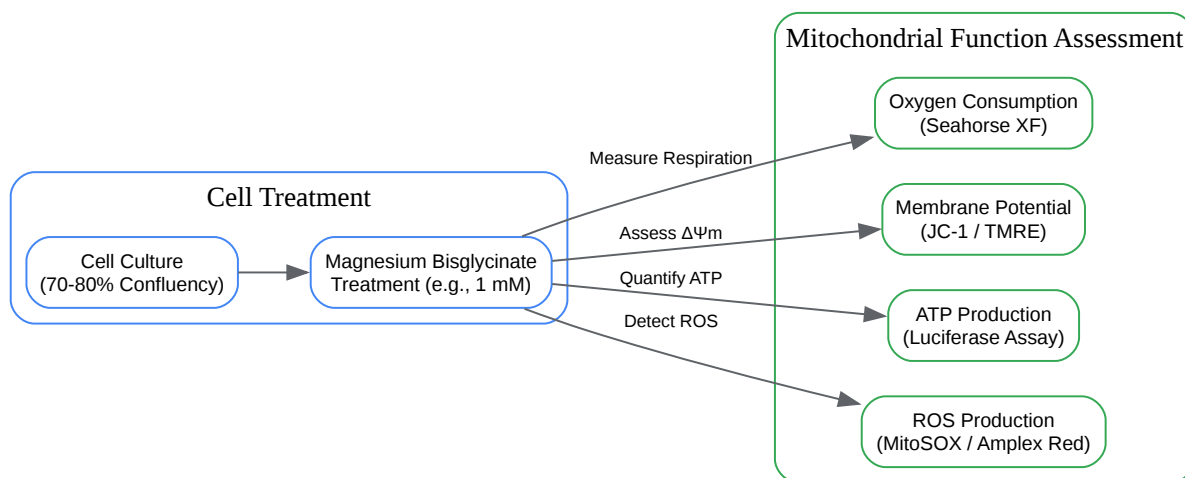 Cell Treatment
Cell Culture
(70-80% Confluency)
Magnesium Bisglycinate
Treatment (e.g., 1 mM)
Measure Respiration
Assess ΔΨm
Quantify ATP
Detect ROS
Mitochondrial Function Assessment
Oxygen Consumption
(Seahorse XF)
Membrane Potential
(JC-1 / TMRE)
ATP Production
(Luciferase Assay)
ROS Production
(MitoSOX / Amplex Red)